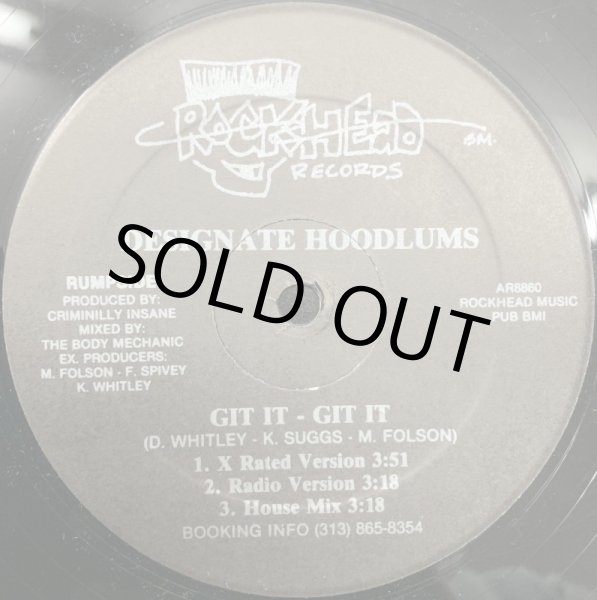 ROCKHEAD
RECORDS
SM.
DESIGNATE HOODLUMS
SOLD OUT
PRODUCED BY:
CRIMINILLY INSANE
MIXED BY:
THE BODY MECHANIC
EX. PRODUCERS:
M. FOLSON - F. SPIVEY
K. WHITLEY
AR8860
ROCKHEAD MUSIC
PUB BMI
GIT IT - GIT IT
(D. WHITLEY - K. SUGGS - M. FOLSON)
1. X Rated Version 3:51
2. Radio Version 3:18
3. House Mix 3:18
BOOKING INFO (313) 865-8354